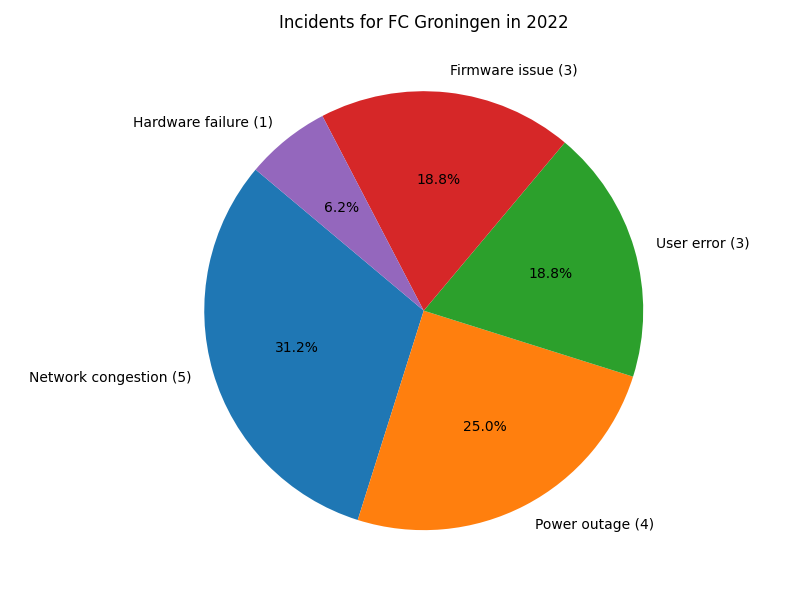 Incidents for FC Groningen in 2022
Firmware issue (3)
Hardware failure (1)
18.8%
6.2%
User error (3)
18.8%
31.2%
Network congestion (5)
25.0%
Power outage (4)